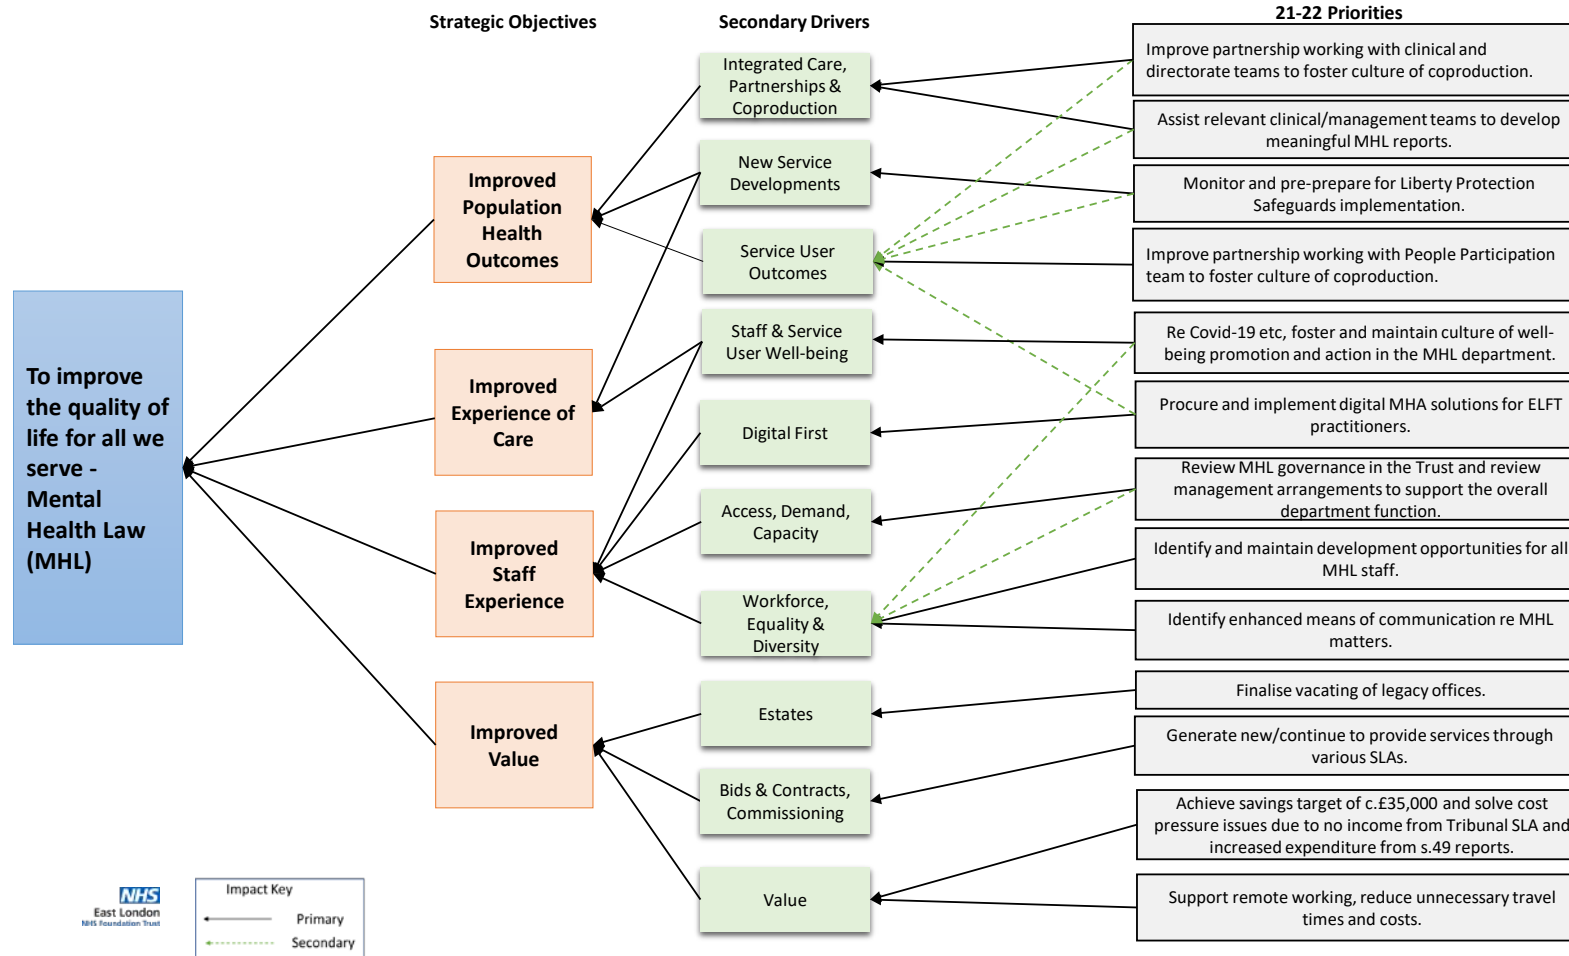 Strategic Objectives
Secondary Drivers
21-22 Priorities
To improve
the quality of
life for all we
serve -
Mental
Health Law
(MHL)
Improved
Population
Health
Outcomes
Improved
Experience of
Care
Improved
Staff
Experience
Improved
Value
Integrated Care,
Partnerships &
Coproduction
New Service
Developments
Service User
Outcomes
Staff & Service
User Well-being
Digital First
Access, Demand,
Capacity
Workforce,
Equality &
Diversity
Estates
Bids & Contracts,
Commissioning
Value
Improve partnership working with clinical and
directorate teams to foster culture of coproduction.
Assist relevant clinical/management teams to develop
meaningful MHL reports.
Monitor and pre-prepare for Liberty Protection
Safeguards implementation.
Improve partnership working with People Participation
team to foster culture of coproduction.
Re Covid-19 etc, foster and maintain culture of well-
being promotion and action in the MHL department.
Procure and implement digital MHA solutions for ELFT
practitioners.
Review MHL governance in the Trust and review
management arrangements to support the overall
department function.
Identify and maintain development opportunities for all
MHL staff.
Identify enhanced means of communication re MHL
matters.
Finalise vacating of legacy offices.
Generate new/continue to provide services through
various SLAs.
Achieve savings target of c.£35,000 and solve cost
pressure issues due to no income from Tribunal SLA and
increased expenditure from s.49 reports.
Support remote working, reduce unnecessary travel
times and costs.
NHS
East London
NHS Foundation Trust
Impact Key
Primary
Secondary